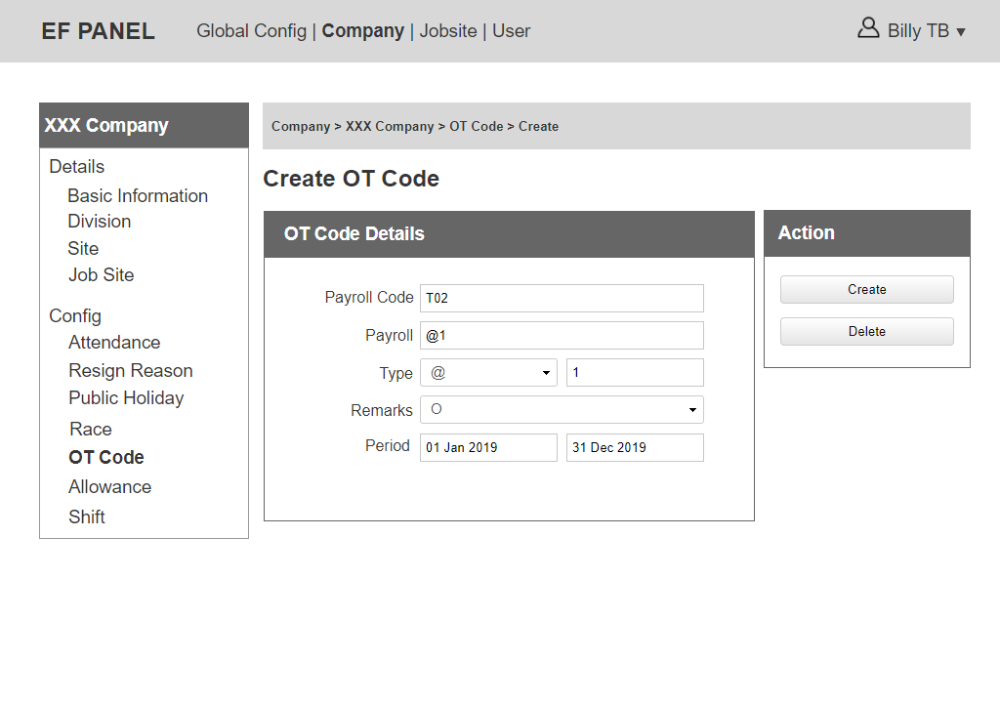 EF PANEL
Global Config | Company | Jobsite | User
Billy TB ▼
XXX Company
Details
Basic Information
Division
Site
Job Site
Config
Attendance
Resign Reason
Public Holiday
Race
OT Code
Allowance
Shift
Company > XXX Company > OT Code > Create
Create OT Code
OT Code Details
Payroll Code T02
Payroll @1
Type @ 1
Remarks O
Period 01 Jan 2019 31 Dec 2019
Action
Create
Delete